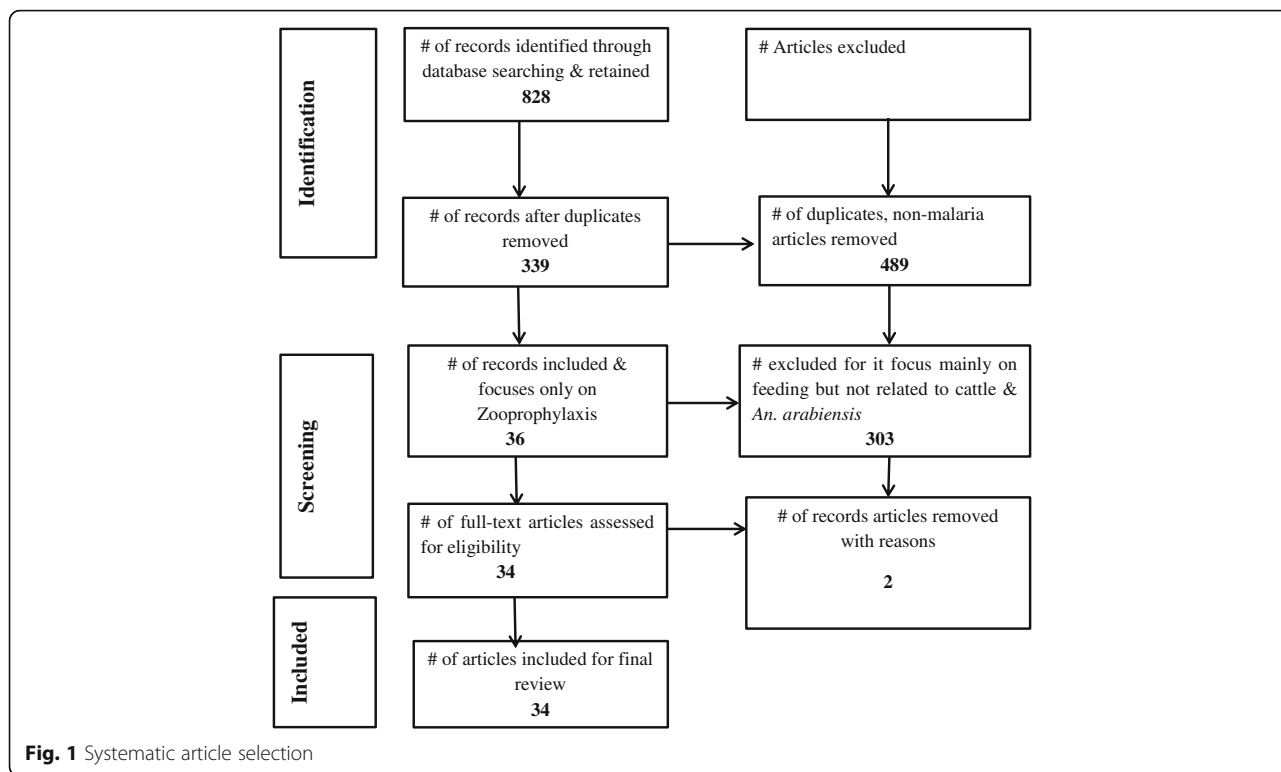 Identification
# of records identified through
database searching & retained
828
# Articles excluded
# of records after duplicates
removed
339
# of duplicates, non-malaria
articles removed
489
Screening
# of records included &
focuses only on
Zooprophylaxis
36
# excluded for it focus mainly on
feeding but not related to cattle &
An. arabiensis
303
# of full-text articles assessed
for eligibility
34
# of records articles removed
with reasons
2
Included
# of articles included for final
review
34
Fig. 1 Systematic article selection